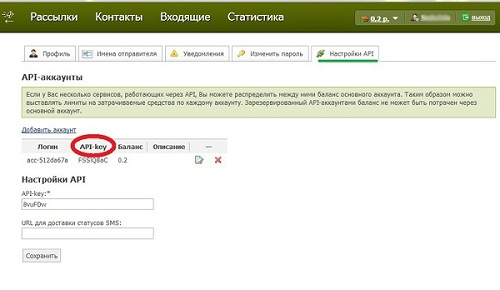 Рассылки Контакты Входящие Статистика 0.2 р. выход
Профиль Имена отправителя Уведомления Изменить пароль Настройки API
API-аккаунты
Если у Вас несколько сервисов, работающих через API, Вы можете распределить между ними баланс основного аккаунта. Таким образом можно
выставлять лимиты на затрачиваемые средства по каждому аккаунту. Зарезервированный API-аккаунтами баланс не может быть потрачен через
основной аккаунт.
Добавить аккаунт
Логин API-key Баланс Описание —
acc-512da67a 0.2
Настройки API
API-key:*
8vuFDw
URL для доставки статусов SMS:
Сохранить